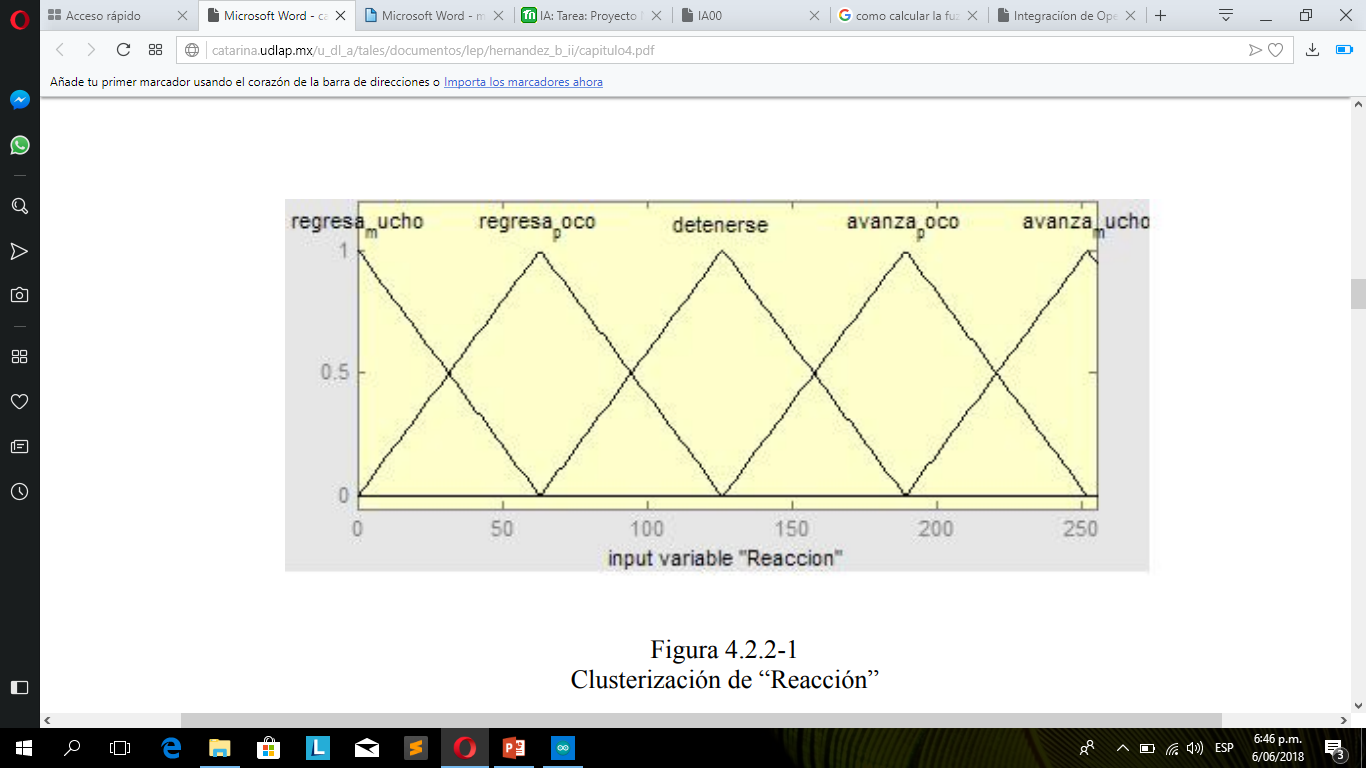 Acceso rápido
Microsoft Word - ca
Microsoft Word - m
IA: Tarea: Proyecto
IA00
como calcular la fuz
Integraciíon de Ope
catarina.udlap.mx/u_dl_a/tales/documentos/lep/hernandez_b_ii/capitulo4.pdf
Añade tu primer marcador usando el corazón de la barra de direcciones o Importa los marcadores ahora
regresa_mucho regresa_poco detenerse avanza_poco avanza_mucho
1
0.5
0
0 50 100 150 200 250
input variable "Reaccion"
Figura 4.2.2-1
Clusterización de “Reacción”
ESP
6:46 p.m.
6/06/2018
3